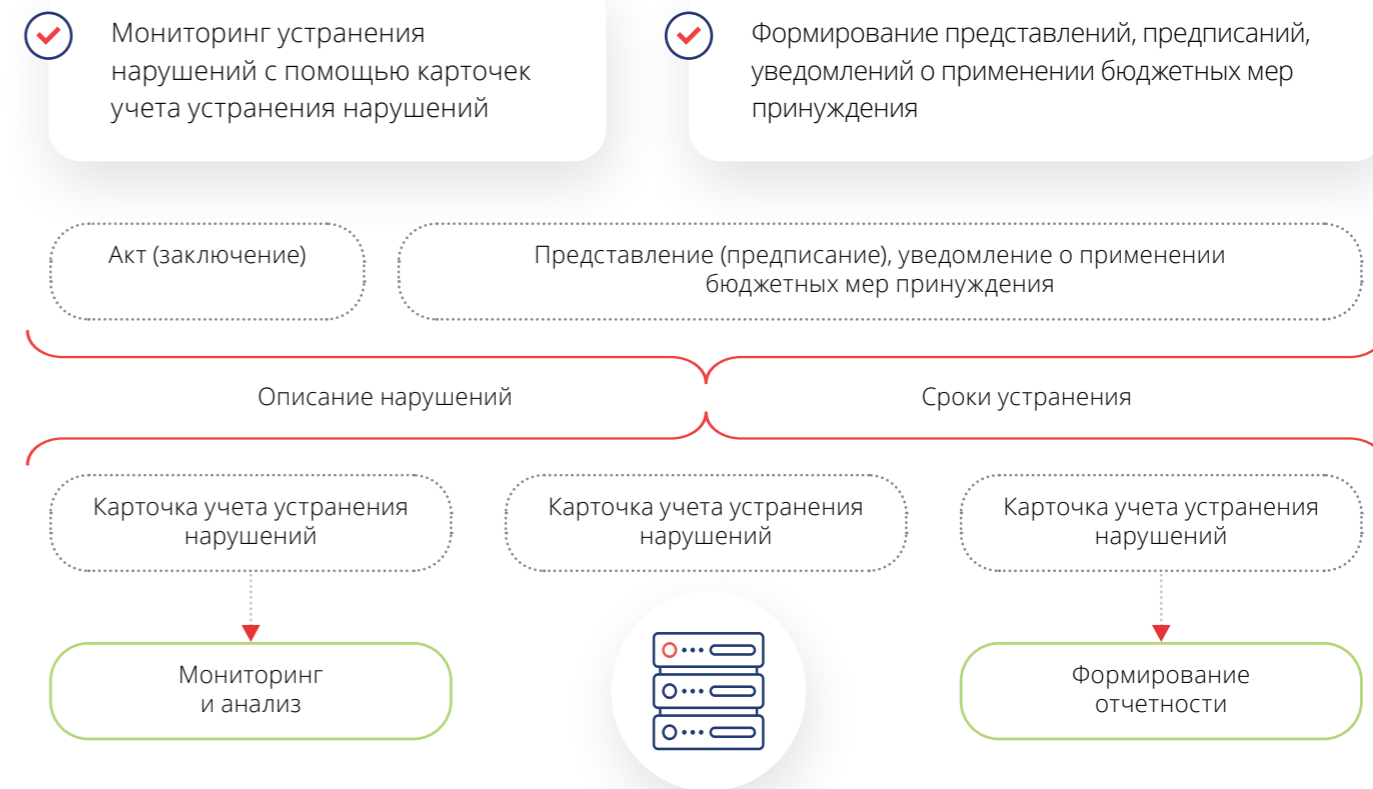 Мониторинг устранения
нарушений с помощью карточек
учета устранения нарушений
Формирование представлений, предписаний,
уведомлений о применении бюджетных мер
принуждения
Акт (заключение)
Представление (предписание), уведомление о применении
бюджетных мер принуждения
Описание нарушений
Сроки устранения
Карточка учета устранения
нарушений
Карточка учета устранения
нарушений
Карточка учета устранения
нарушений
Мониторинг
и анализ
Формирование
отчетности